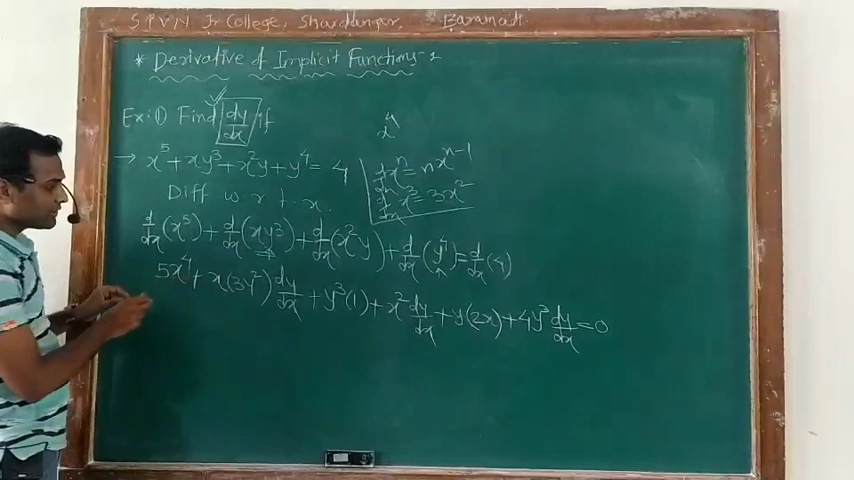 S.P.V.N Jr College, Shardanagar, Baramati.
* Derivative of Implicit Functions-1
Ex:① Find dy/dx if
→ x⁵ + xy³ + x²y + y⁴ = 4
Diff w r t. x.
d/dx(x⁵) + d/dx(xy³) + d/dx(x²y) + d/dx(y⁴) = d/dx(4)
5x⁴ + x(3y²)dy/dx + y³(1) + x² dy/dx + y(2x) + 4y³ dy/dx = 0
x⁴
d/dx xⁿ = nxⁿ⁻¹
d/dx x³ = 3x²